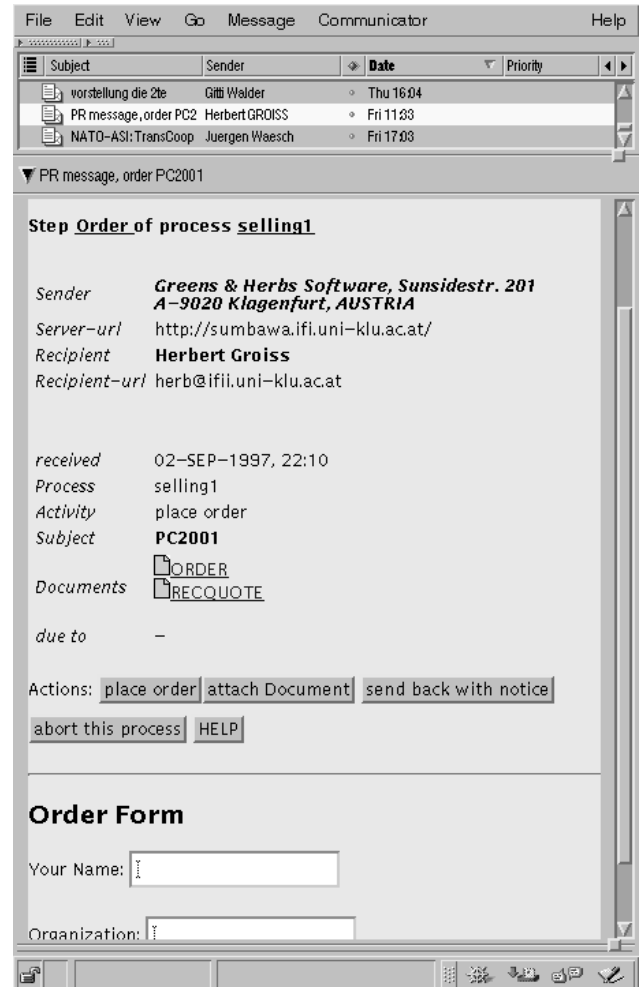 File Edit View Go Message Communicator Help
Subject Sender Date Priority
vorstellung die 2te Gitti Walder Thu 16:04
PR message, order PC2 Herbert GROISS Fri 11:33
NATO-ASI: TransCoop Juergen Waesch Fri 17:03
PR message, order PC2001
Step Order of process selling1
Sender Greens & Herbs Software, Sunsidestr. 201
A-9020 Klagenfurt, AUSTRIA
Server-url http://sumbawa.ifi.uni-klu.ac.at/
Recipient Herbert Groiss
Recipient-url herb@ifii.uni-klu.ac.at
received 02-SEP-1997, 22:10
Process selling1
Activity place order
Subject PC2001
Documents ORDER
RECQUOTE
due to -
Actions: place order attach Document send back with notice
abort this process HELP
Order Form
Your Name:
Organization: